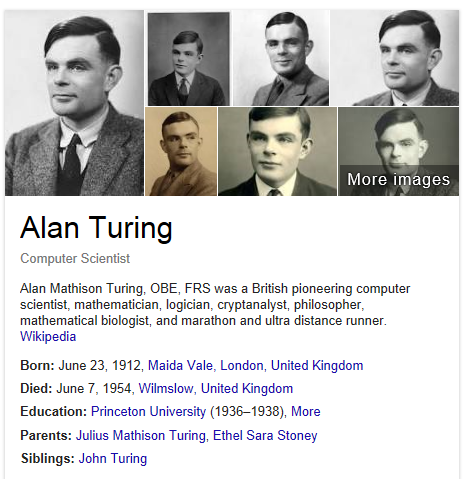 More images
Alan Turing
Computer Scientist
Alan Mathison Turing, OBE, FRS was a British pioneering computer
scientist, mathematician, logician, cryptanalyst, philosopher,
mathematical biologist, and marathon and ultra distance runner.
Wikipedia
Born: June 23, 1912, Maida Vale, London, United Kingdom
Died: June 7, 1954, Wilmslow, United Kingdom
Education: Princeton University (1936–1938), More
Parents: Julius Mathison Turing, Ethel Sara Stoney
Siblings: John Turing